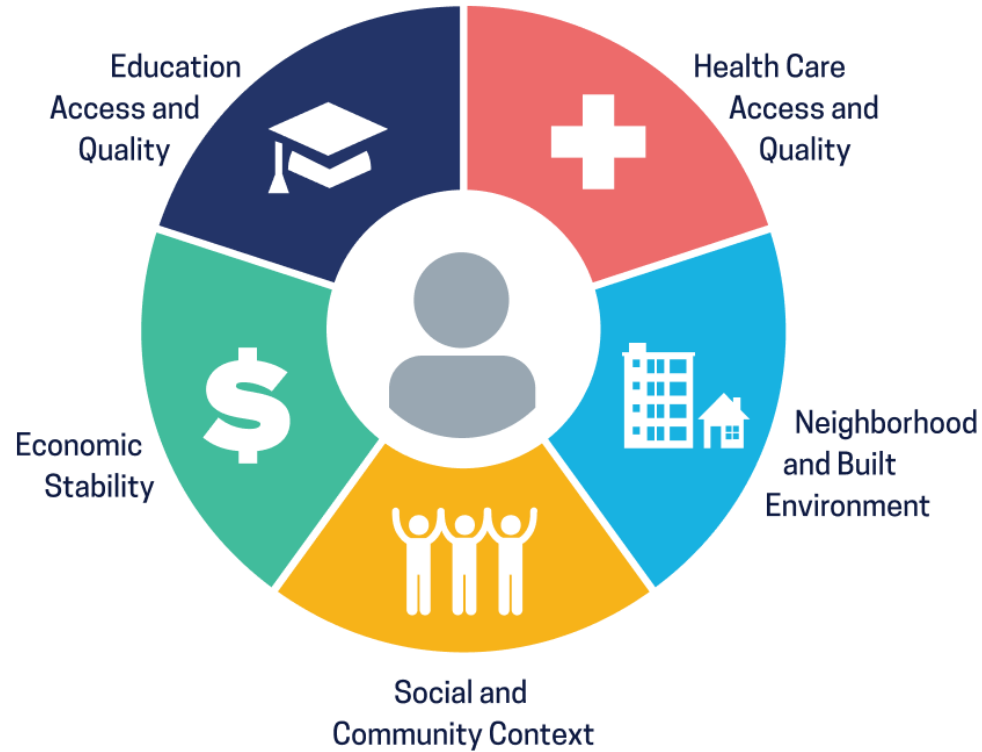 Education
Access and
Quality
Health Care
Access and
Quality
Economic
Stability
Neighborhood
and Built
Environment
Social and
Community Context